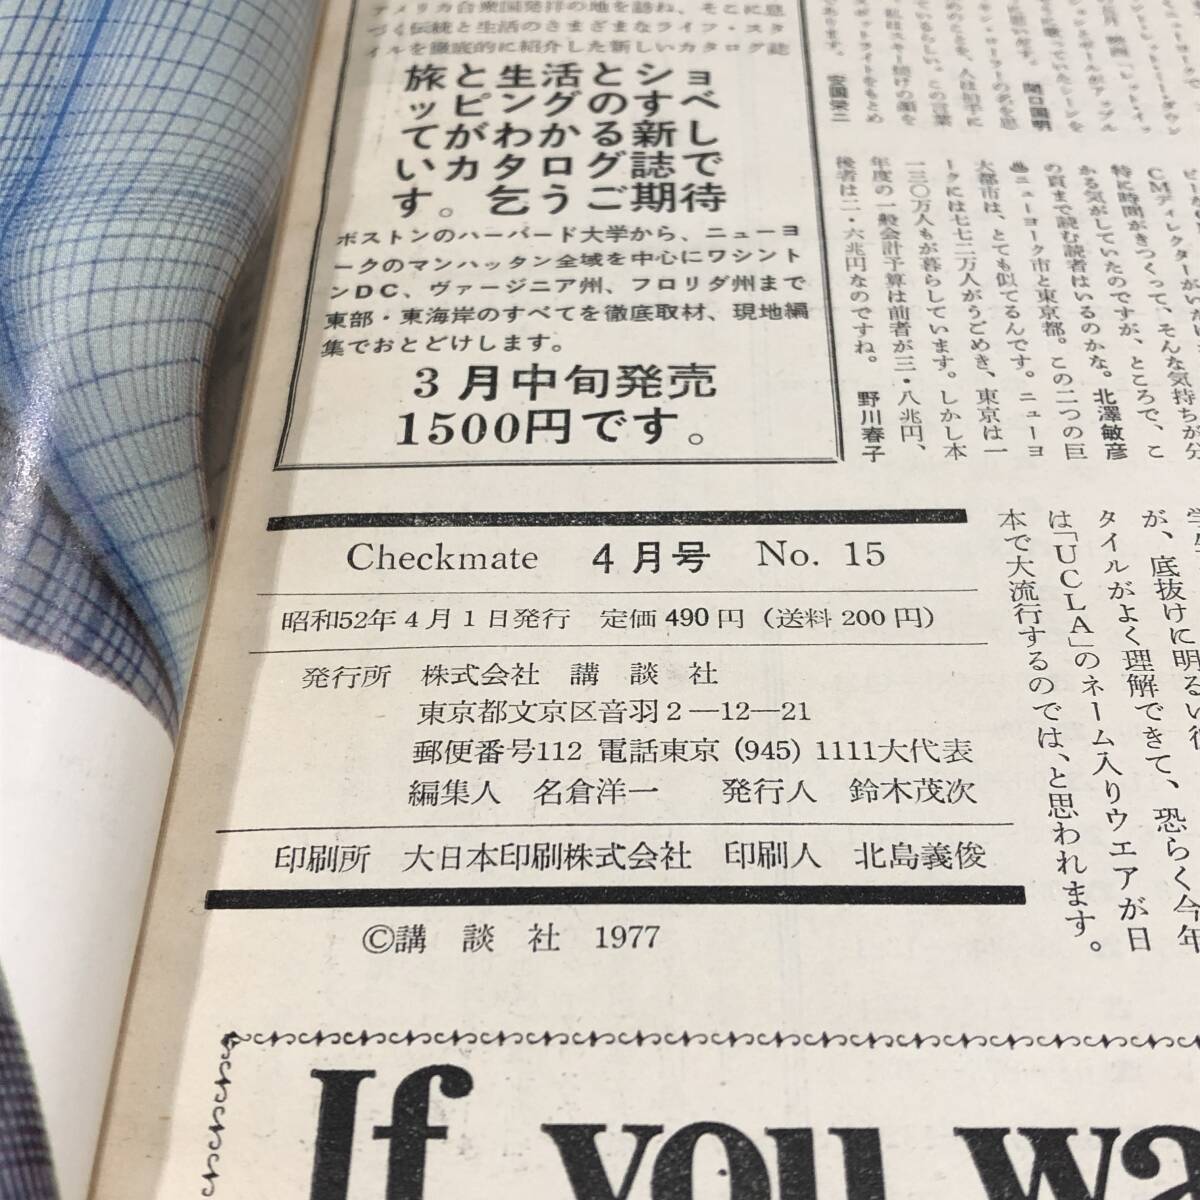 アメリカ合衆国発祥の地を訪ね、そこに息
づく伝統と生活のさまざまなライフ・スタ
イルを徹底的に紹介した新しいカタログ誌
旅と生活とショ
ッピングのすべ
てがわかる新し
いカタログ誌で
す。乞うご期待
ボストンのハーバード大学から、ニューヨ
ークのマンハッタン全域を中心にワシント
ンDC、ヴァージニア州、フロリダ州まで
東部・東海岸のすべてを徹底取材、現地編
集でおとどけします。
3月中旬発売
1500円です。
関口国明
安国栄二
CMディレクターがいた
特に時間がきつくって、そんな気持ちが分
かる気がしていたのですが、ところで、こ
の頁まで読む読者はいるのかな。北澤敏彦
ニューヨーク市と東京都。この二つの巨
大都市は、とても似てるんです。ニューヨ
ークには七七二万人がうごめき、東京は一
一三〇万人もが暮らしています。しかし本
年度の一般会計予算は前者が三・八兆円、
後者は二・六兆円なのですね。 野川春子
が、底抜けに明るい
タイルがよく理解できて、恐らく今年
は「UCLA」のネーム入りウエアが日
本で大流行するのでは、と思われます。
Checkmate 4月号 No. 15
昭和52年4月1日発行 定価490円（送料200円）
発行所 株式会社 講談社
東京都文京区音羽2—12—21
郵便番号112 電話東京 (945) 1111大代表
編集人 名倉洋一 発行人 鈴木茂次
印刷所 大日本印刷株式会社 印刷人 北島義俊
©講談社 1977
If you wa